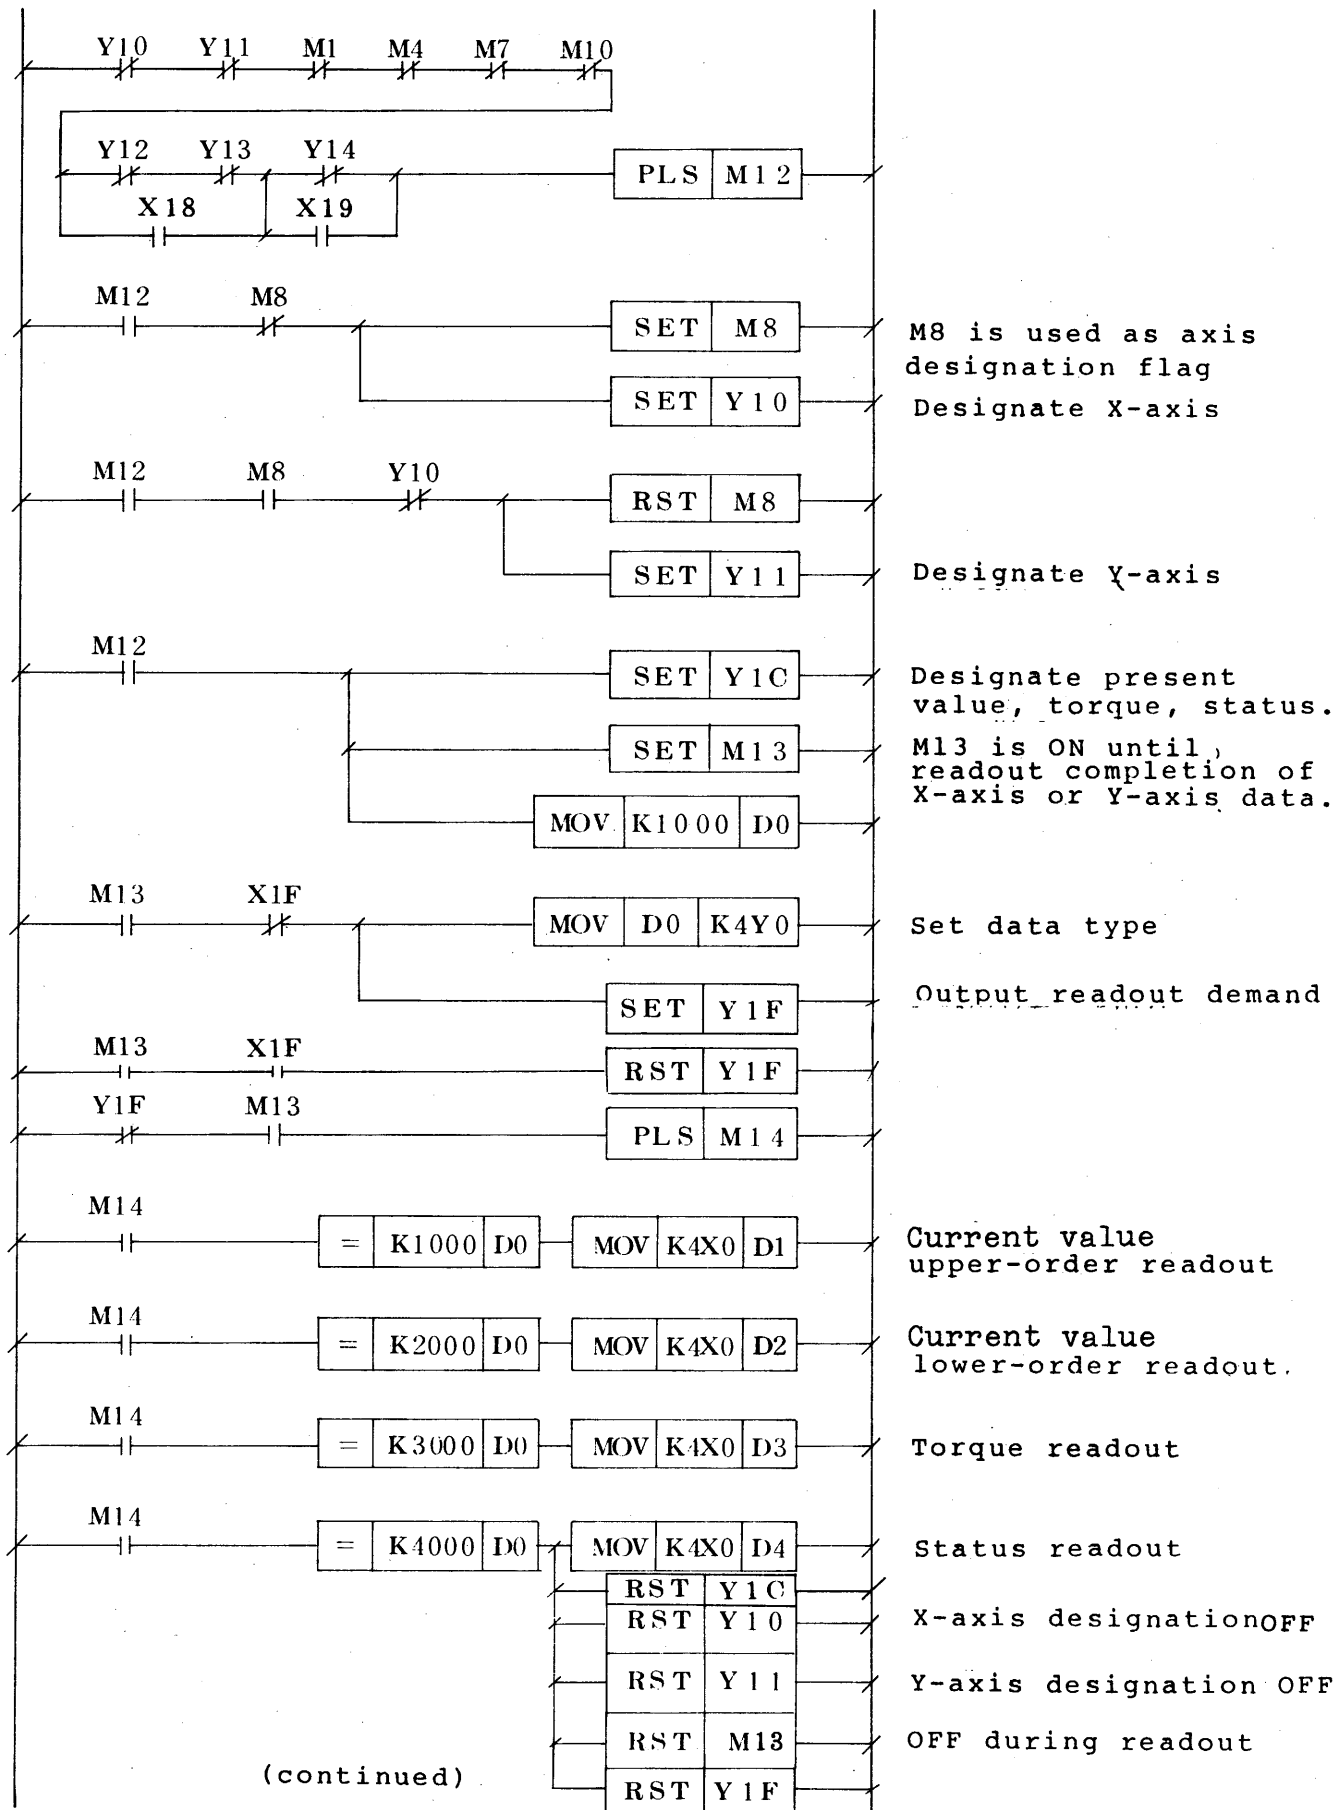 Y10 Y11 M1 M4 M7 M10
Y12 Y13 Y14
PLS M12
X18 X19
M12 M8
SET M8
M8 is used as axis
designation flag
SET Y10
Designate X-axis
M12 M8 Y10
RST M8
SET Y11
Designate Y-axis
M12
SET Y1C
Designate present
value, torque, status.
SET M13
M13 is ON until
readout completion of
X-axis or Y-axis data.
MOV K1000 D0
M13 X1F
MOV D0 K4Y0
Set data type
SET Y1F
Output readout demand
M13 X1F
RST Y1F
Y1F M13
PLS M14
M14
= K1000 D0 MOV K4X0 D1
Current value
upper-order readout
M14
= K2000 D0 MOV K4X0 D2
Current value
lower-order readout.
M14
= K3000 D0 MOV K4X0 D3
Torque readout
M14
= K4000 D0 MOV K4X0 D4
Status readout
RST Y1C
RST Y10
X-axis designationOFF
RST Y11
Y-axis designation OFF
RST M13
OFF during readout
(continued)
RST Y1F